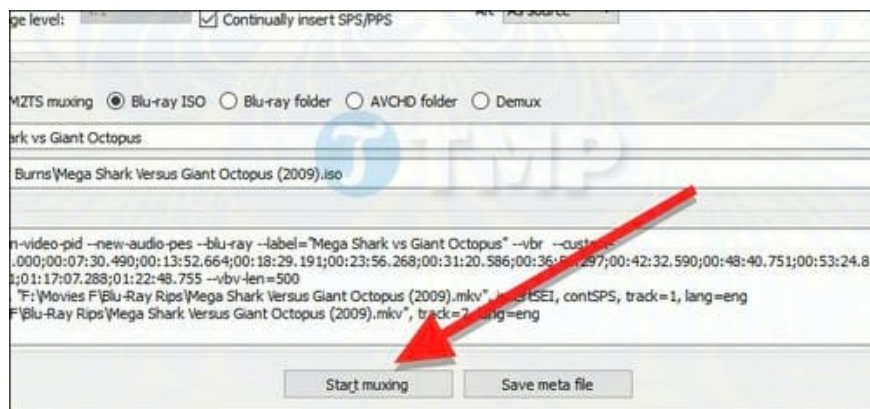 ge level:
Continually insert SPS/PPS
As source
M2TS muxing Blu-ray ISO Blu-ray folder AVCHD folder Demux
ark vs Giant Octopus
Burns\Mega Shark Versus Giant Octopus (2009).iso
TMP
n-video-pid --new-audio-pes --blu-ray --label="Mega Shark vs Giant Octopus" --vbr
.000;00:07:30.490;00:13:52.664;00:18:29.191;00:23:56.268;00:31:20.586;00:42:32.590;00:48:40.751;00:53:24.8
1;01:17:07.288;01:22:48.755 --vbv-len=500
"F:\Movies F\Blu-Ray Rips\Mega Shark Versus Giant Octopus (2009).mkv", contSPS, track=1, lang=eng
F\Blu-Ray Rips\Mega Shark Versus Giant Octopus (2009).mkv", lang=eng
Start muxing Save meta file